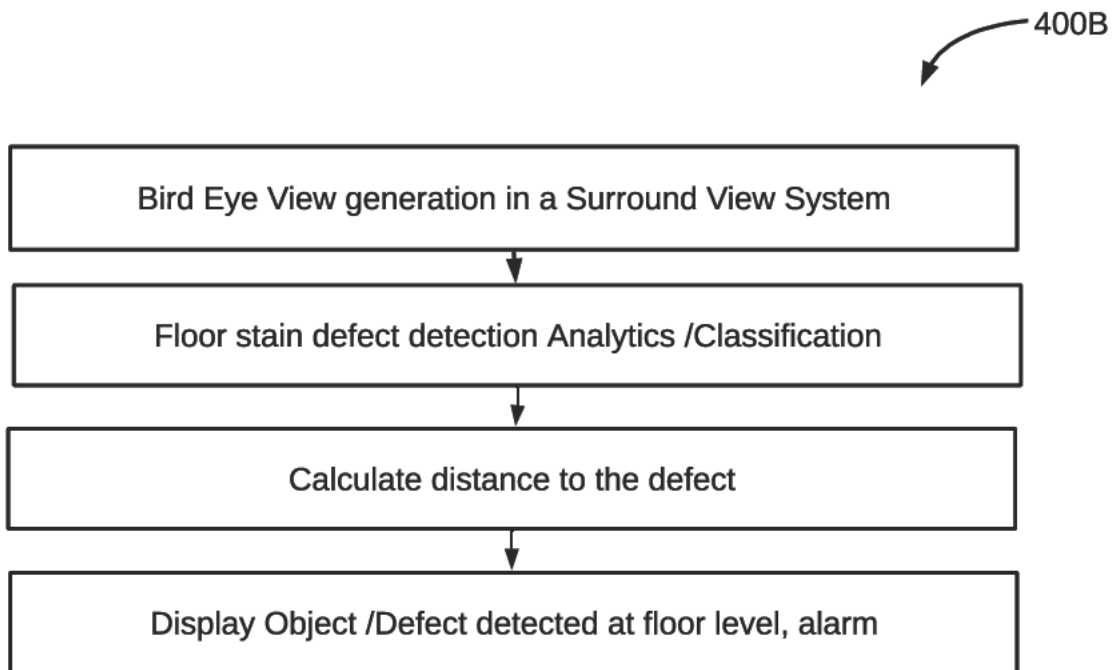 400B
Bird Eye View generation in a Surround View System
Floor stain defect detection Analytics /Classification
Calculate distance to the defect
Display Object /Defect detected at floor level, alarm